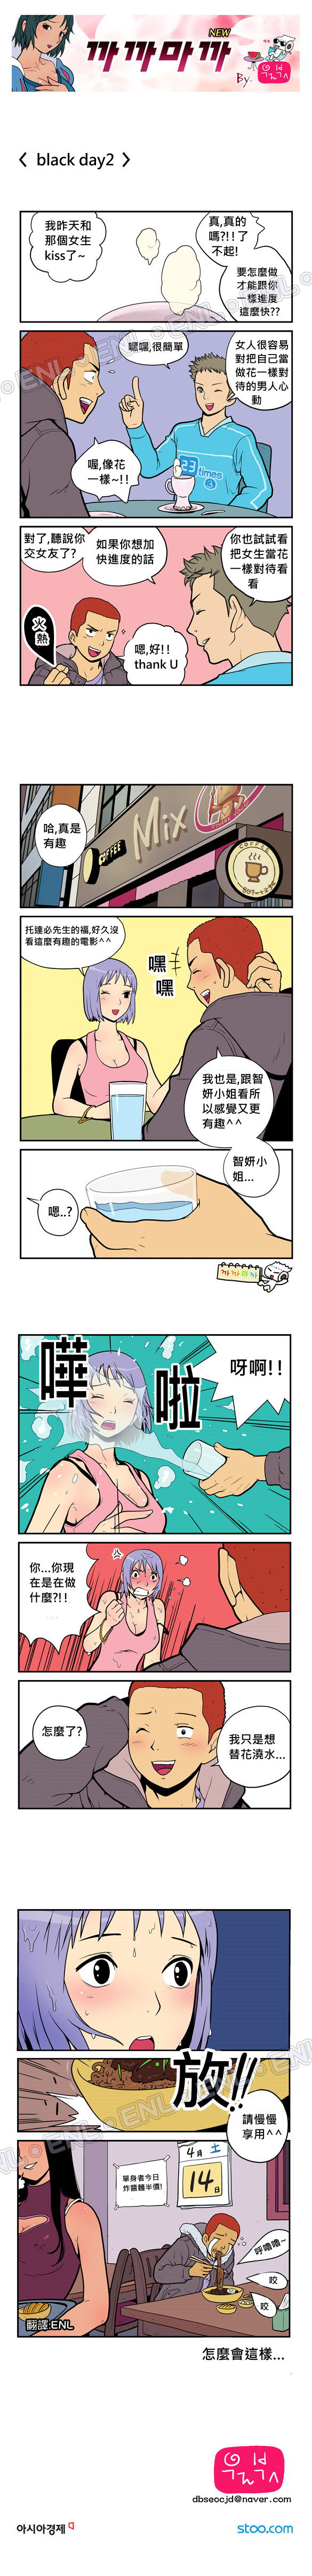 NEW
까까마까
By.
< black day2 >
我昨天和
那個女生
kiss了~
真,真的
嗎?!!了
不起!
要怎麼做
才能跟你
一樣進度
這麼快??
嘿嘿,很簡單
女人很容易
對把自己當
做花一樣對
待的男人心
動
喔,像花
一樣~!!
times
2
對了,聽說你
交女友了?
如果你想加
快進度的話
你也試試看
把女生當花
一樣對待看
看
火熱
嗯,好!!
thank U
哈,真是
有趣
COFFEE
Mix
COFFEE
托達必先生的福,好久沒
看這麼有趣的電影^^
嘿
嘿
我也是,跟智
妍小姐看所
以感覺又更
有趣^^
智妍小
姐...
嗯..?
까까마까
嘩
啦
呀啊!!
你...你現
在是在做
什麼?!!
怎麼了?
我只是想
替花澆水...
放!!
請慢慢
享用^^
單身者今日
炸醬麵半價!
4月 土
14日
呼嚕嚕~
咬
咬
翻譯:ENL
怎麼會這樣...
dbseocjd@naver.com
아시아경제
stoo.com
ENL